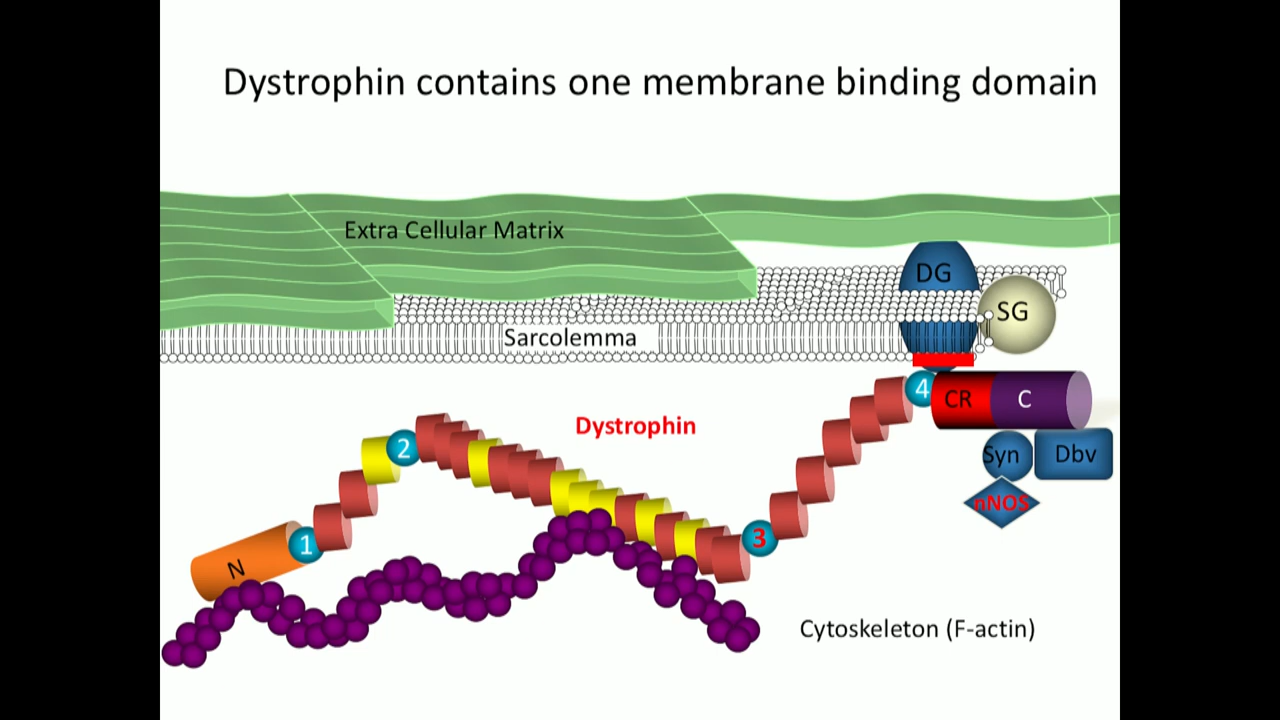 Dystrophin contains one membrane binding domain
Extra Cellular Matrix
DG
SG
Sarcolemma
4
CR
C
Dystrophin
2
Syn
Dbv
nNOS
1
3
N
Cytoskeleton (F-actin)